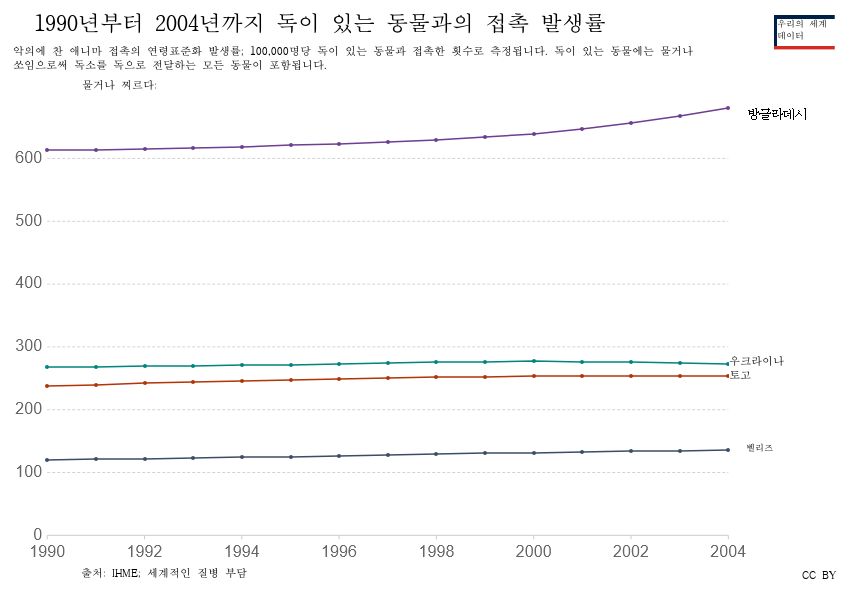 1990년부터 2004년까지 독이 있는 동물과의 접촉 발생률
우리의 세계
데이터
악의에 찬 애니마 접촉의 연령표준화 발생률; 100,000명당 독이 있는 동물과 접촉한 횟수로 측정됩니다. 독이 있는 동물에는 물거나
쏘임으로써 독소를 독으로 전달하는 모든 동물이 포함됩니다.
물거나 찌르다:
방글라데시
600
500
400
300
우크라이나
토고
200
벨리즈
100
0
1990 1992 1994 1996 1998 2000 2002 2004
출처: IHME; 세계적인 질병 부담
CC BY